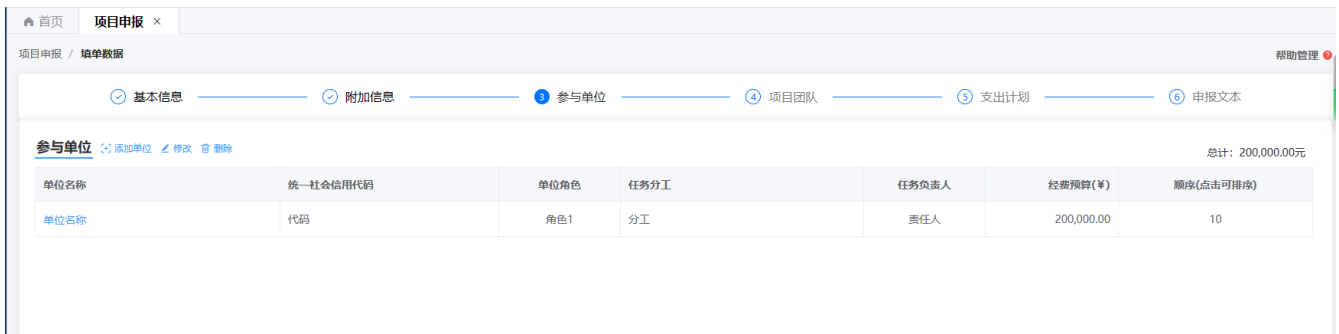 首页 项目申报 ×
项目申报 / 填单数据 帮助管理 ?
基本信息 附加信息 3 参与单位 4 项目团队 5 支出计划 6 申报文本
参与单位 添加单位 修改 删除 总计：200,000.00元
单位名称 统一社会信用代码 单位角色 任务分工 任务负责人 经费预算(¥) 顺序(点击可排序)
单位名称 代码 角色1 分工 责任人 200,000.00 10